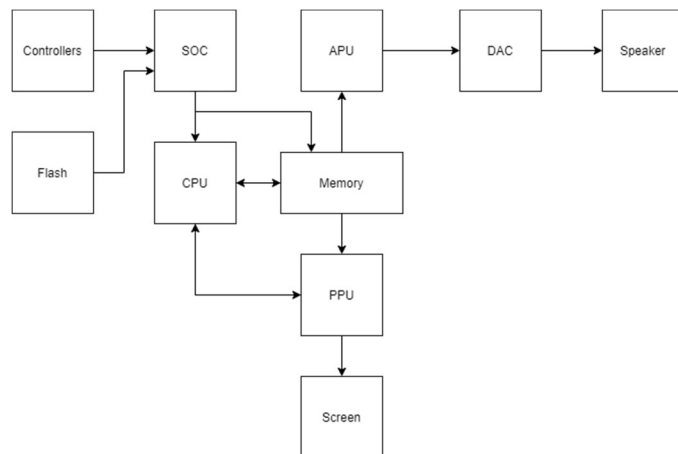 Controllers
SOC
APU
DAC
Speaker
Flash
CPU
Memory
PPU
Screen